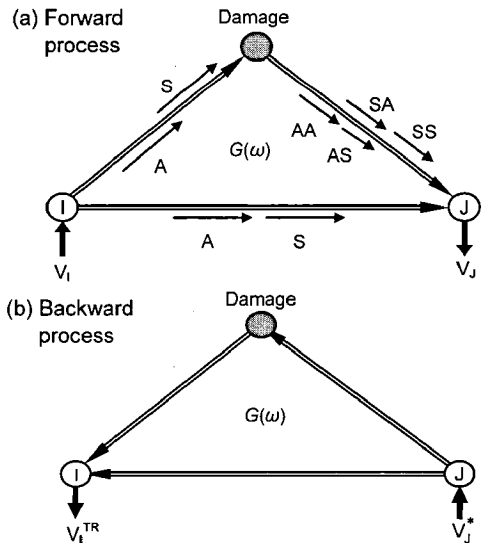 (a) Forward process
Damage
S
A
SA
SS
AA
AS
G(ω)
I
J
A
S
V_I
V_J
(b) Backward process
Damage
G(ω)
I
J
V_I^TR
V_J^*